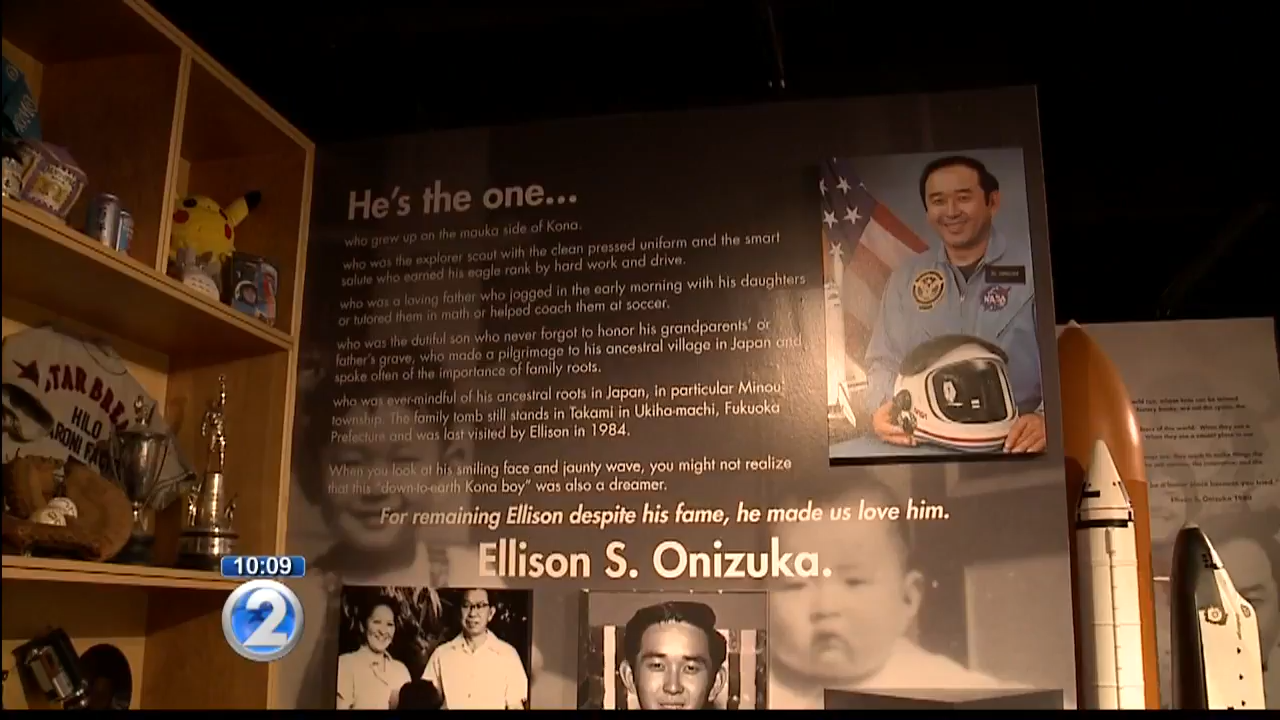 He's the one...
who grew up on the mauka side of Kona.
who was the explorer scout with the clean pressed uniform and the smart
salute who earned his eagle rank by hard work and drive.
who was a loving father who jogged in the early morning with his daughters
or tutored them in math or helped coach them at soccer.
who was the dutiful son who never forgot to honor his grandparents' or
father's grave, who made a pilgrimage to his ancestral village in Japan and
spoke often of the importance of family roots.
who was ever-mindful of his ancestral roots in Japan, in particular Minou
township. The family tomb still stands in Takami in Ukiha-machi, Fukuoka
Prefecture and was last visited by Ellison in 1984.
When you look at his smiling face and jaunty wave, you might not realize
that this "down-to-earth Kona boy" was also a dreamer.
For remaining Ellison despite his fame, he made us love him.
Ellison S. Onizuka.
NASA
STAR BRE
HILO
10:09
2
Ellison S. Onizuka 1980